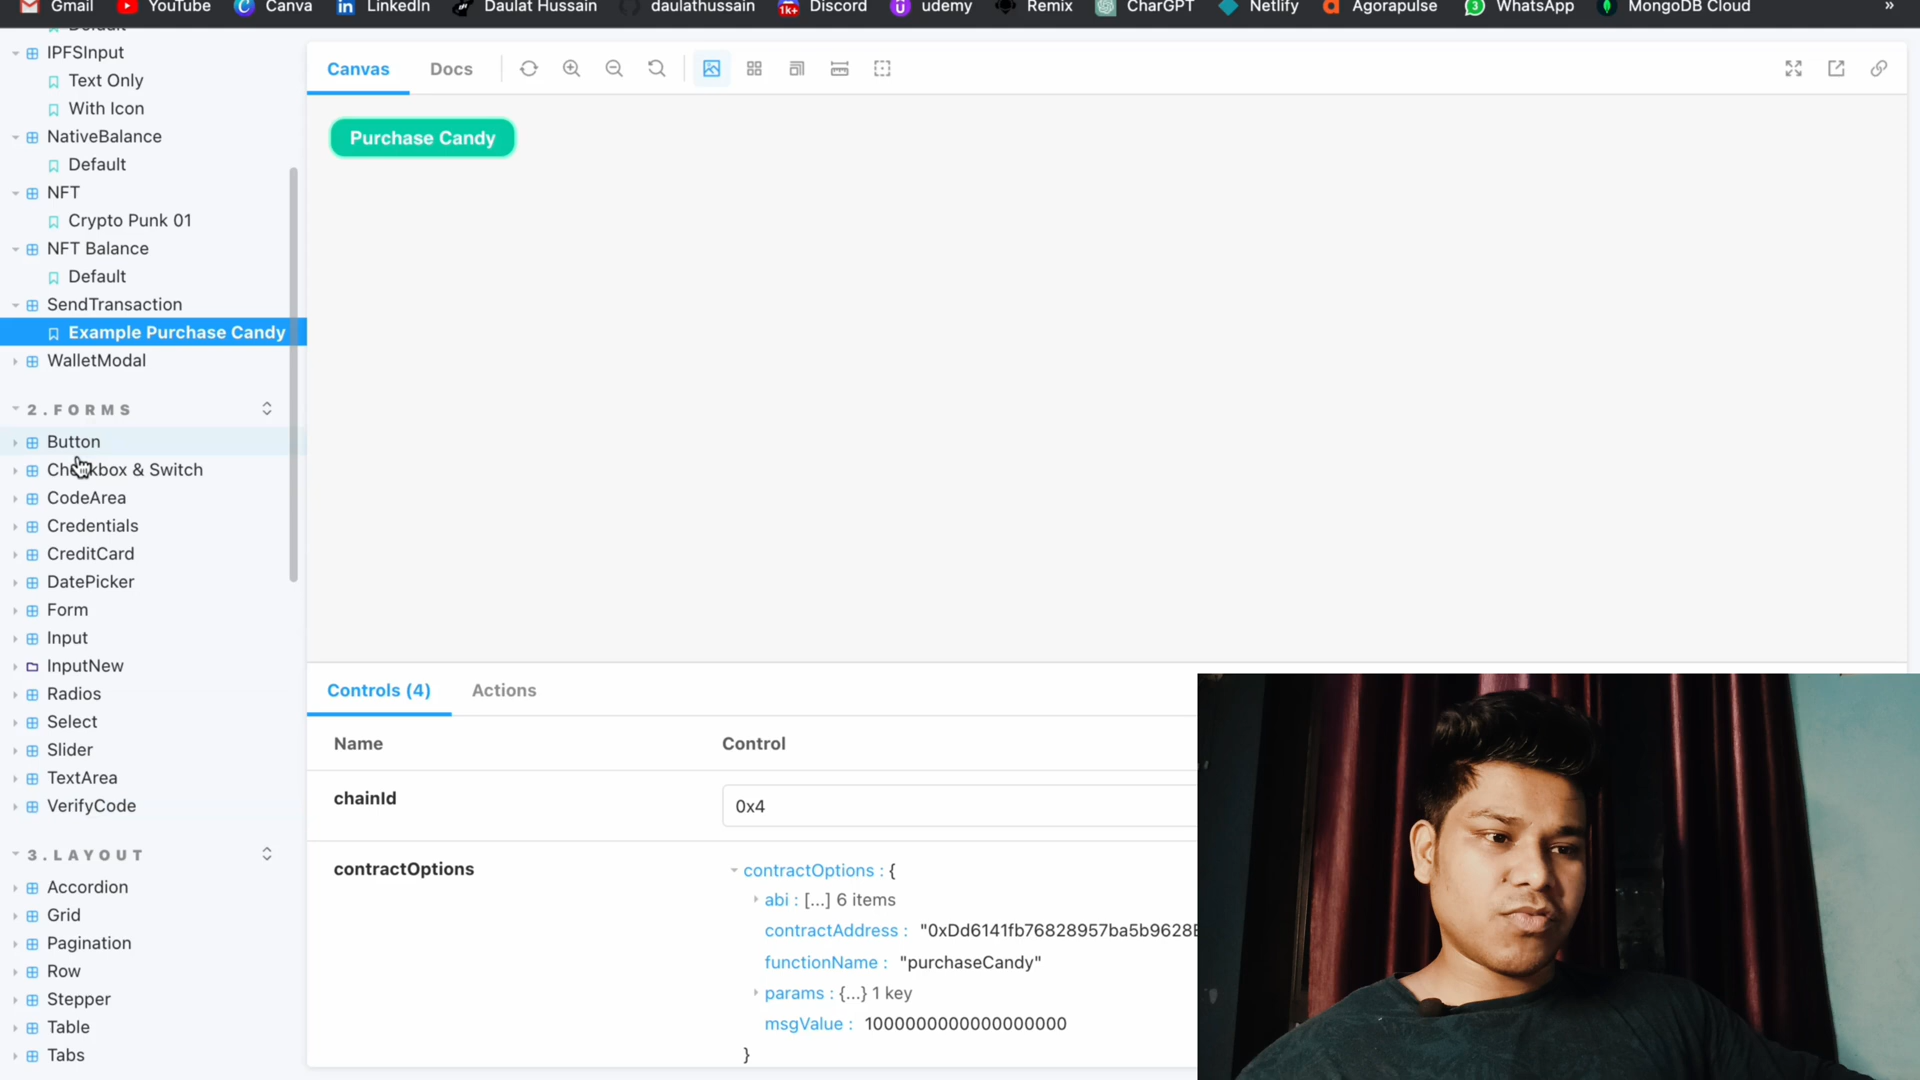 Gmail YouTube Canva LinkedIn Daulat Hussain daulathussain 1k+ Discord udemy Remix CharGPT Netlify Agorapulse 3 WhatsApp MongoDB Cloud »
Default
IPFSInput
Text Only
With Icon
NativeBalance
Default
NFT
Crypto Punk 01
NFT Balance
Default
SendTransaction
Example Purchase Candy
WalletModal
2.FORMS
Button
Checkbox & Switch
CodeArea
Credentials
CreditCard
DatePicker
Form
Input
InputNew
Radios
Select
Slider
TextArea
VerifyCode
3.LAYOUT
Accordion
Grid
Pagination
Row
Stepper
Table
Tabs
Canvas Docs
Purchase Candy
Controls (4) Actions
Name Control
chainId 0x4
contractOptions contractOptions : {
abi : [...] 6 items
contractAddress : "0xDd6141fb76828957ba5b9628
functionName : "purchaseCandy"
params : {...} 1 key
msgValue : 1000000000000000000
}